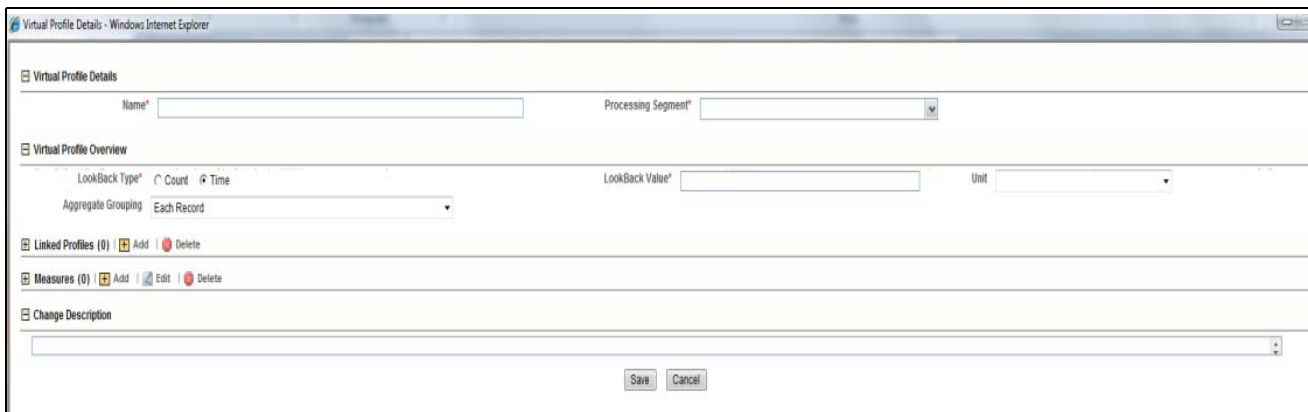 Virtual Profile Details - Windows Internet Explorer
Virtual Profile Details
Name* Processing Segment*
Virtual Profile Overview
LookBack Type* Count Time LookBack Value* Unit
Aggregate Grouping Each Record
Linked Profiles (0) | Add | Delete
Measures (0) | Add | Edit | Delete
Change Description
Save Cancel